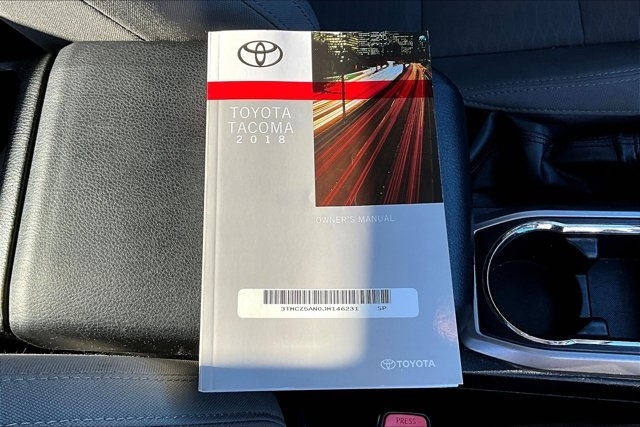 TOYOTA
TACOMA
2018
OWNER'S MANUAL
3TMCZ5AN0JM146231 SP
TOYOTA
PRESS